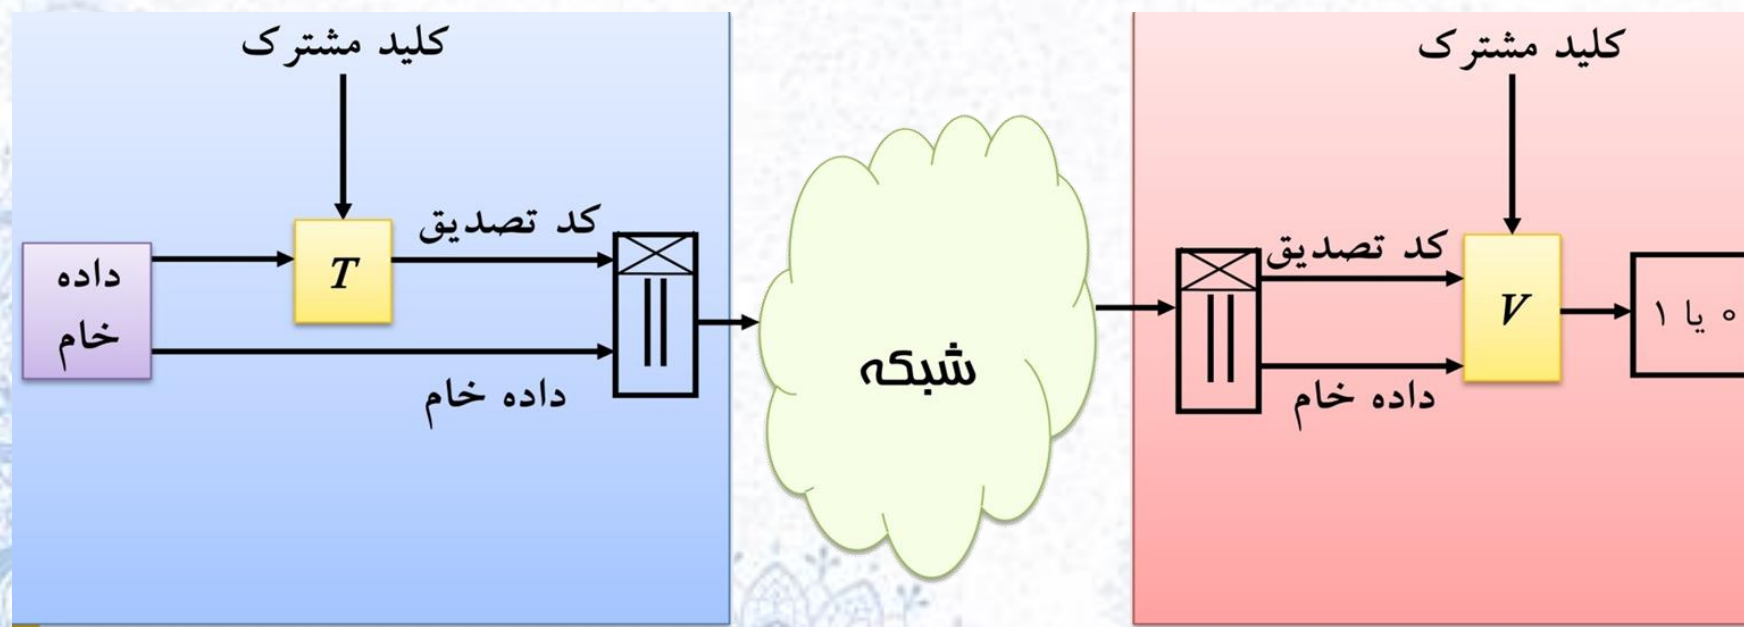 کلید مشترک
داده
خام
T
کد تصدیق
داده خام
شبکه
کلید مشترک
کد تصدیق
داده خام
V
۰ یا ۱